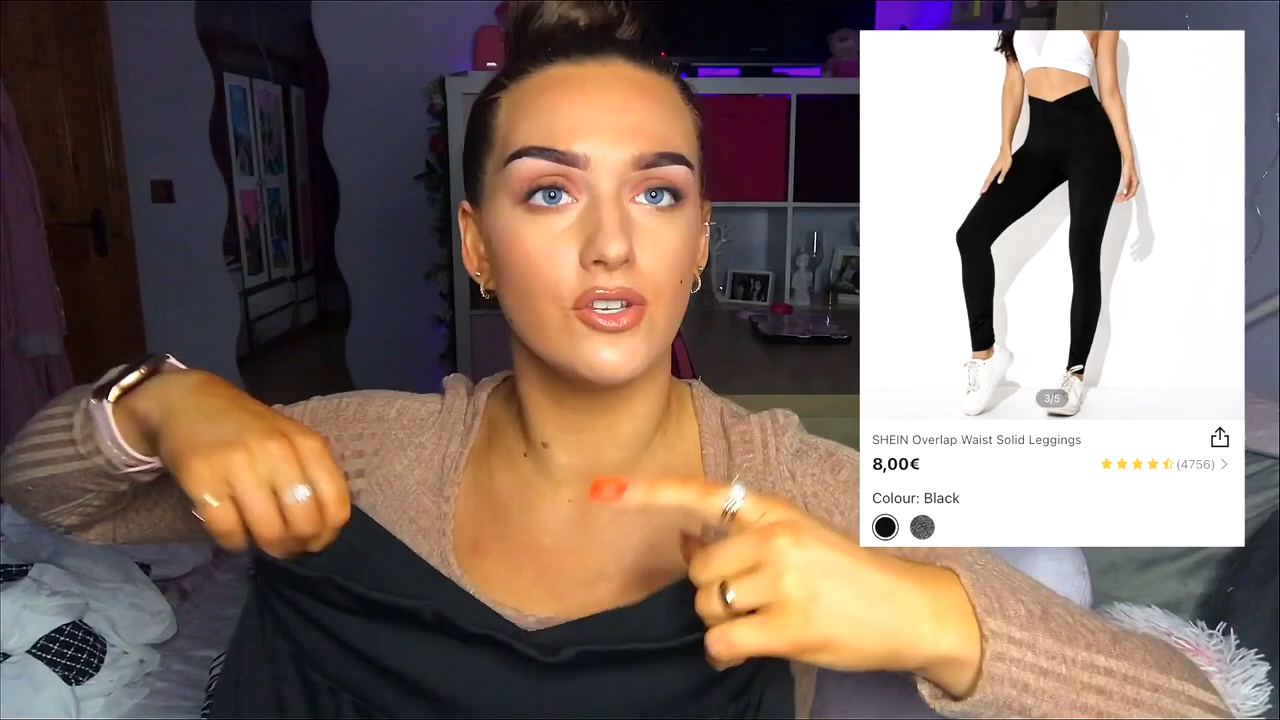 3/5
SHEIN Overlap Waist Solid Leggings
8,00€
(4756)
Colour: Black